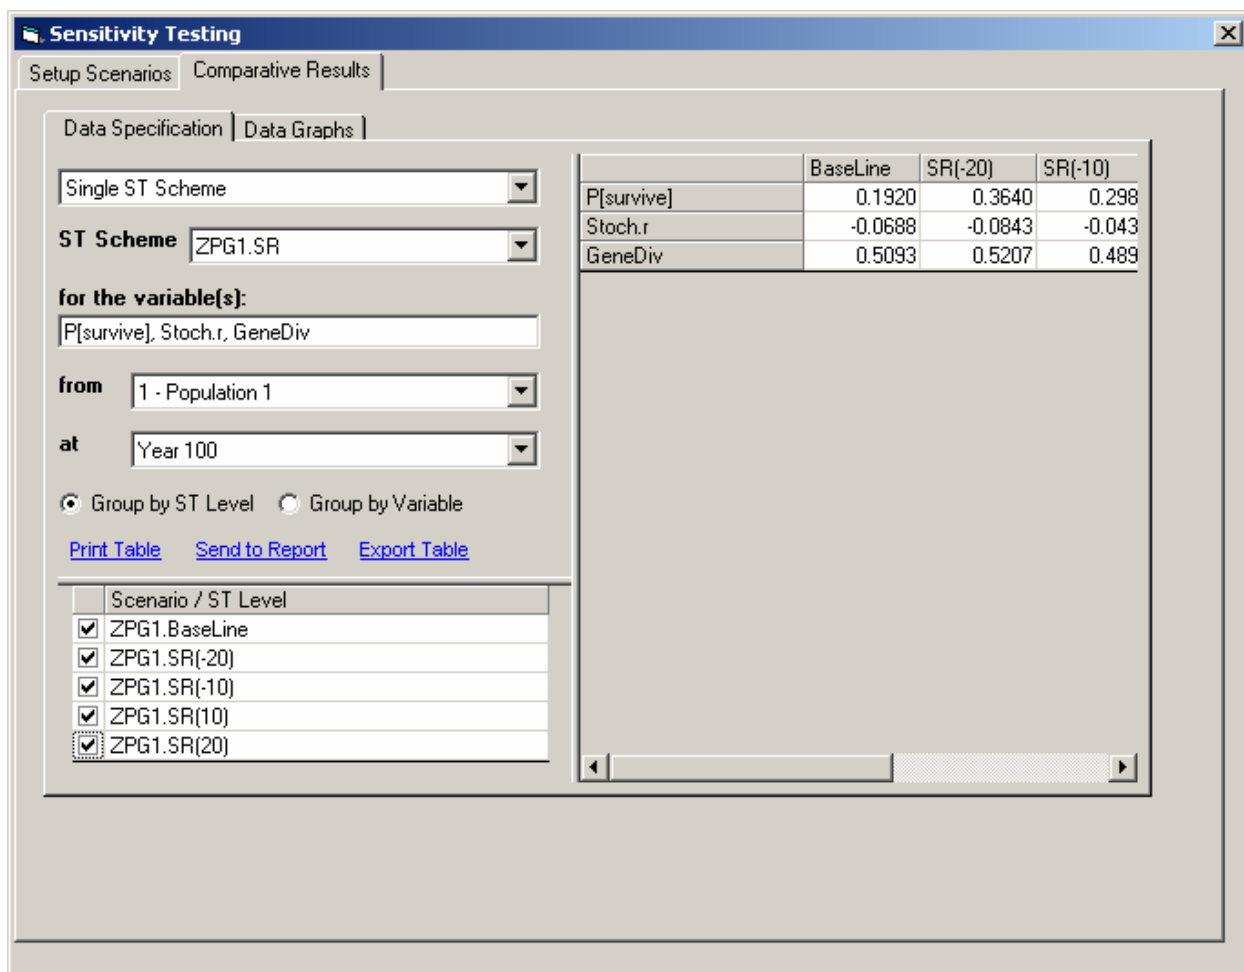 Sensitivity Testing
Setup Scenarios Comparative Results
Data Specification Data Graphs
Single ST Scheme
ST Scheme ZPG1.SR
for the variable(s):
P[survive], Stoch.r, GeneDiv
from 1 - Population 1
at Year 100
Group by ST Level Group by Variable
Print Table Send to Report Export Table
Scenario / ST Level
ZPG1.BaseLine
ZPG1.SR(-20)
ZPG1.SR(-10)
ZPG1.SR(10)
ZPG1.SR(20)
BaseLine SR(-20) SR(-10)
P[survive] 0.1920 0.3640 0.298
Stoch.r -0.0688 -0.0843 -0.043
GeneDiv 0.5093 0.5207 0.489